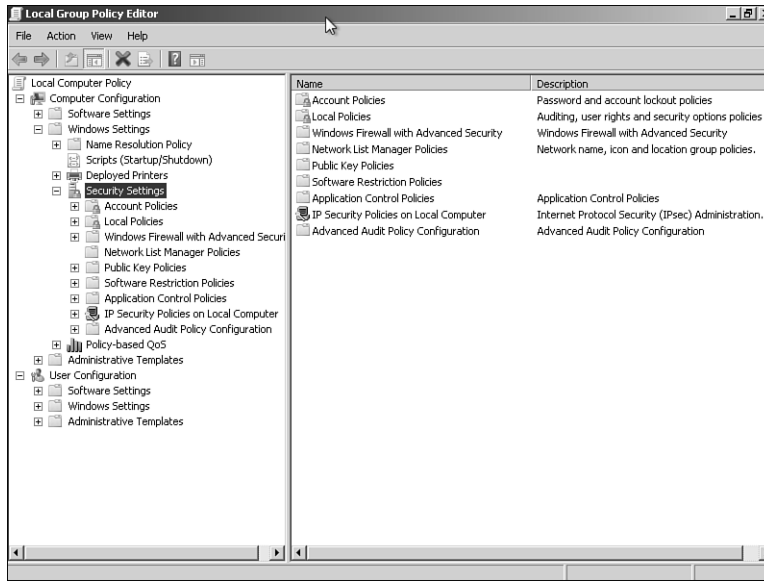 Local Group Policy Editor
File Action View Help
Local Computer Policy
Computer Configuration
Software Settings
Windows Settings
Name Resolution Policy
Scripts (Startup/Shutdown)
Deployed Printers
Security Settings
Account Policies
Local Policies
Windows Firewall with Advanced Securi
Network List Manager Policies
Public Key Policies
Software Restriction Policies
Application Control Policies
IP Security Policies on Local Computer
Advanced Audit Policy Configuration
Policy-based QoS
Administrative Templates
User Configuration
Software Settings
Windows Settings
Administrative Templates
Name Description
Account Policies Password and account lockout policies
Local Policies Auditing, user rights and security options policies
Windows Firewall with Advanced Security Windows Firewall with Advanced Security
Network List Manager Policies Network name, icon and location group policies.
Public Key Policies
Software Restriction Policies
Application Control Policies Application Control Policies
IP Security Policies on Local Computer Internet Protocol Security (IPsec) Administration.
Advanced Audit Policy Configuration Advanced Audit Policy Configuration